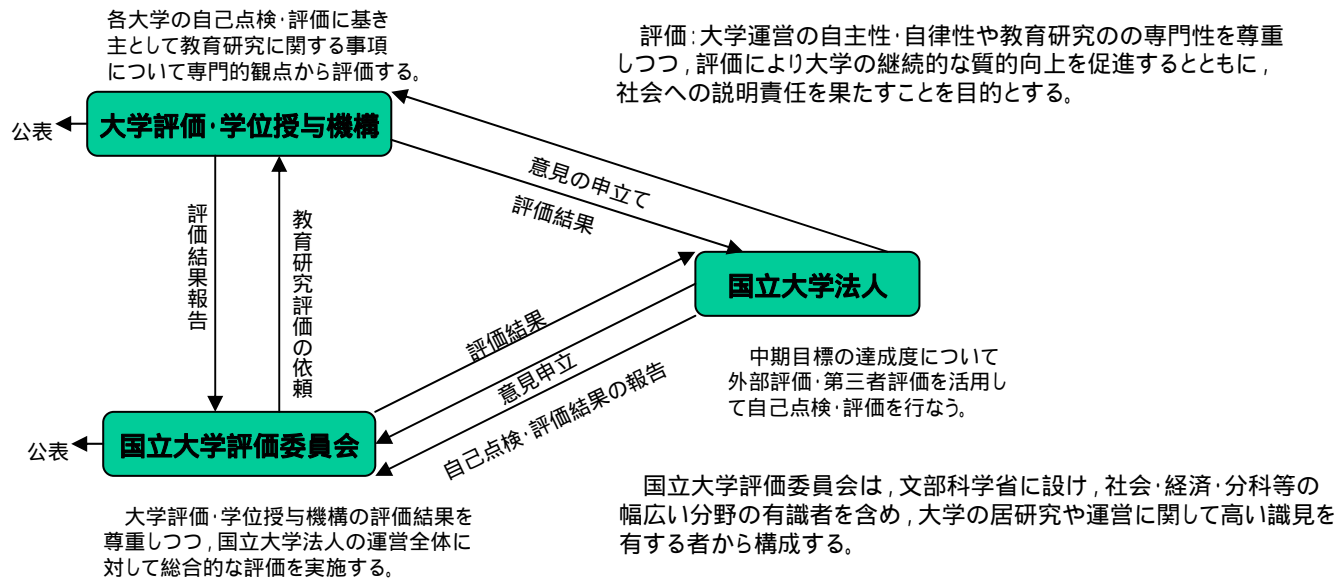 各大学の自己点検・評価に基き
主として教育研究に関する事項
について専門的観点から評価する。
評価:大学運営の自主性・自律性や教育研究のの専門性を尊重
しつつ,評価により大学の継続的な質的向上を促進するとともに,
社会への説明責任を果たすことを目的とする。
公表
大学評価・学位授与機構
意見の申立て
評価結果
評価結果報告
教育研究評価の依頼
国立大学法人
評価結果
意見申立
自己点検・評価結果の報告
中期目標の達成度について
外部評価・第三者評価を活用し
て自己点検・評価を行なう。
公表
国立大学評価委員会
大学評価・学位授与機構の評価結果を
尊重しつつ,国立大学法人の運営全体に
対して総合的な評価を実施する。
国立大学評価委員会は,文部科学省に設け,社会・経済・分科等の
幅広い分野の有識者を含め,大学の居研究や運営に関して高い識見を
有する者から構成する。